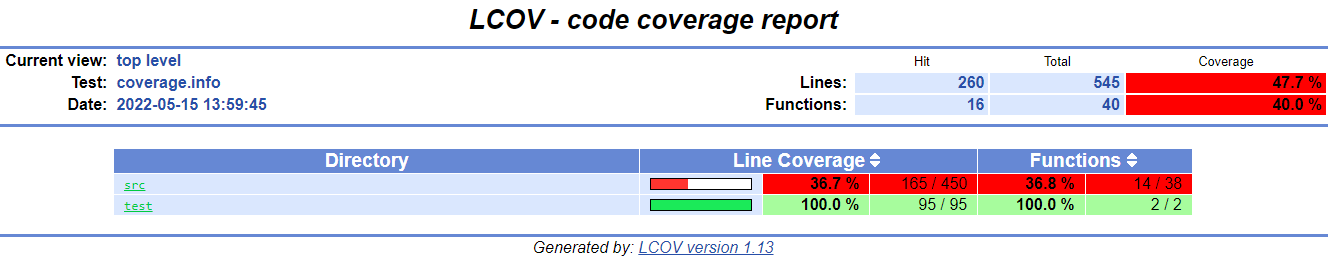 LCOV - code coverage report
Current view: top level Hit Total Coverage
Test: coverage.info Lines: 260 545 47.7 %
Date: 2022-05-15 13:59:45 Functions: 16 40 40.0 %
Directory Line Coverage Functions
src 36.7 % 165 / 450 36.8 % 14 / 38
test 100.0 % 95 / 95 100.0 % 2 / 2
Generated by: LCOV version 1.13